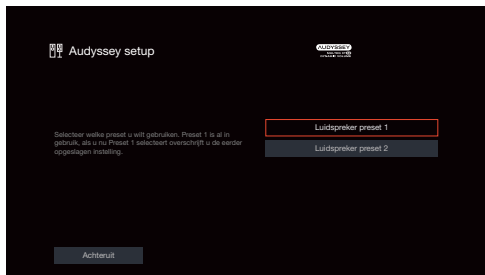 Audyssey setup
AUDYSSEY
Luidspreker preset 1
Selecteer welke preset u wilt gebruiken. Preset 1 is al in
gebruik, als u nu Preset 1 selecteert overschrijft u de eerder
opgeslagen instelling.
Luidspreker preset 2
Achteruit